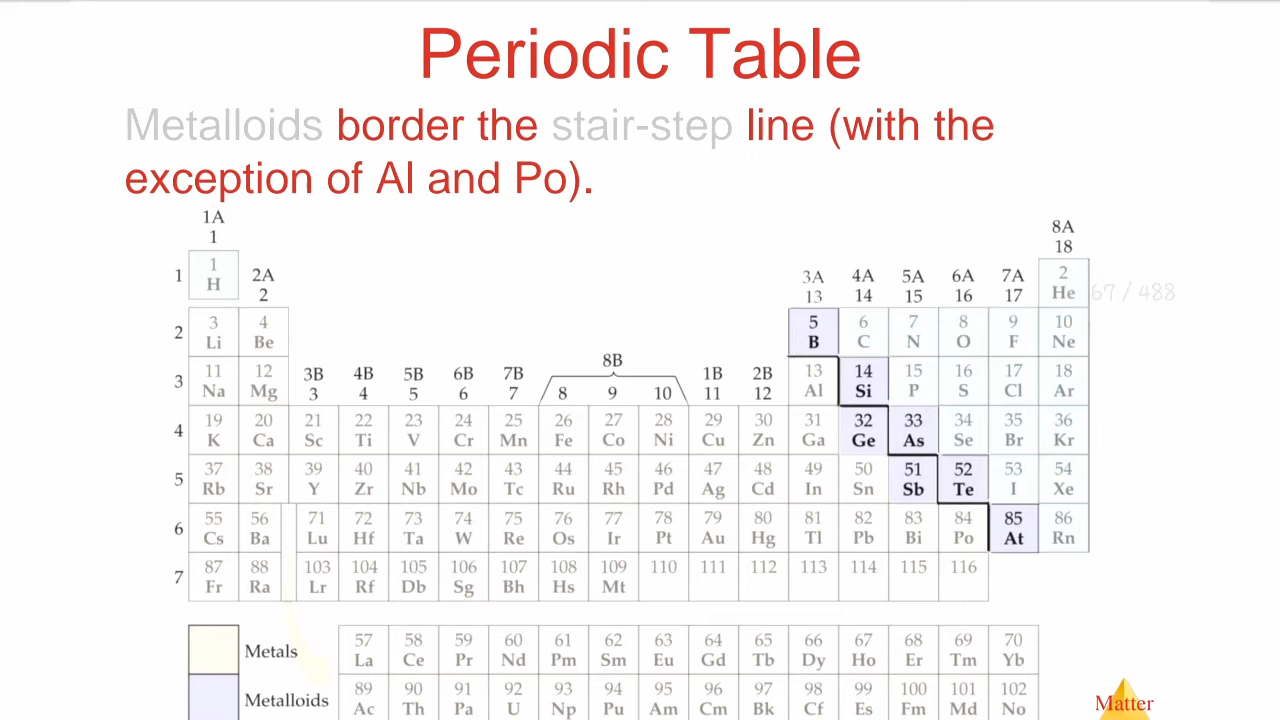 Periodic Table
Metalloids border the stair-step line (with the
exception of Al and Po).
1A 8A
1 18
1 2A 3A 4A 5A 6A 7A 2
H 2 13 14 15 16 17 He
67 / 488
2 3 4 5 6 7 8 9 10
Li Be B C N O F Ne
3 11 12 3B 4B 5B 6B 7B 8B 1B 2B 13 14 15 16 17 18
Na Mg 3 4 5 6 7 8 9 10 11 12 Al Si P S Cl Ar
4 19 20 21 22 23 24 25 26 27 28 29 30 31 32 33 34 35 36
K Ca Sc Ti V Cr Mn Fe Co Ni Cu Zn Ga Ge As Se Br Kr
5 37 38 39 40 41 42 43 44 45 46 47 48 49 50 51 52 53 54
Rb Sr Y Zr Nb Mo Tc Ru Rh Pd Ag Cd In Sn Sb Te I Xe
6 55 56 71 72 73 74 75 76 77 78 79 80 81 82 83 84 85 86
Cs Ba Lu Hf Ta W Re Os Ir Pt Au Hg Tl Pb Bi Po At Rn
7 87 88 103 104 105 106 107 108 109 110 111 112 113 114 115 116
Fr Ra Lr Rf Db Sg Bh Hs Mt
Metals 57 58 59 60 61 62 63 64 65 66 67 68 69 70
La Ce Pr Nd Pm Sm Eu Gd Tb Dy Ho Er Tm Yb
Metalloids 89 90 91 92 93 94 95 96 97 98 99 100 101 102
Ac Th Pa U Np Pu Am Cm Bk Cf Es Fm Md No
Matter